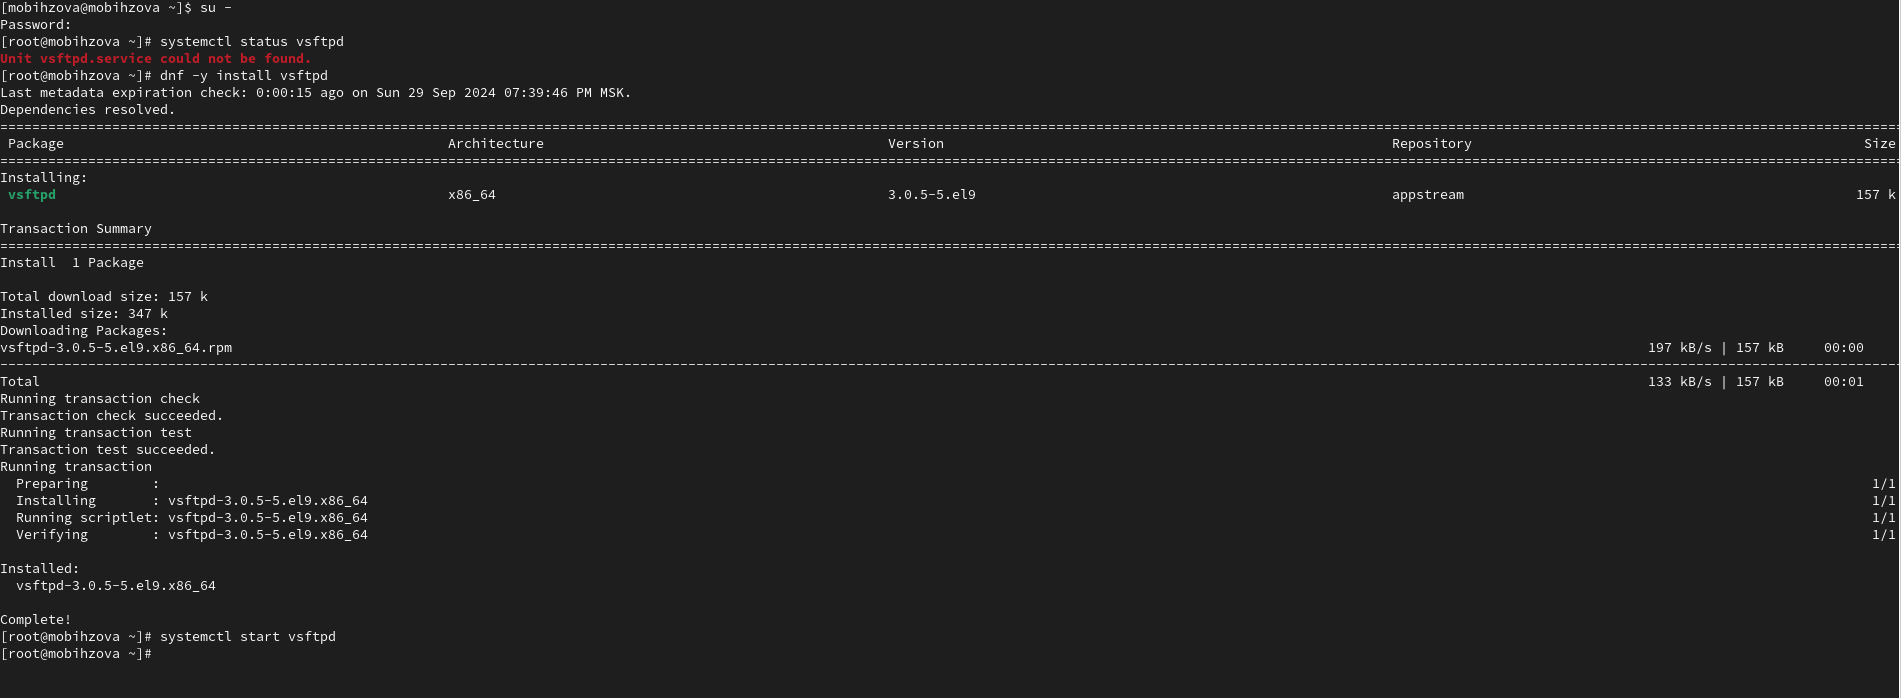 [mobihzova@mobihzova ~]$ su -
Password:
[root@mobihzova ~]# systemctl status vsftpd
Unit vsftpd.service could not be found.
[root@mobihzova ~]# dnf -y install vsftpd
Last metadata expiration check: 0:00:15 ago on Sun 29 Sep 2024 07:39:46 PM MSK.
Dependencies resolved.
Package Architecture Version Repository Size
Installing:
vsftpd x86_64 3.0.5-5.el9 appstream 157 k
Transaction Summary
Install  1 Package
Total download size: 157 k
Installed size: 347 k
Downloading Packages:
vsftpd-3.0.5-5.el9.x86_64.rpm 197 kB/s | 157 kB 00:00
Total 133 kB/s | 157 kB 00:01
Running transaction check
Transaction check succeeded.
Running transaction test
Transaction test succeeded.
Running transaction
Preparing : 1/1
Installing : vsftpd-3.0.5-5.el9.x86_64 1/1
Running scriptlet: vsftpd-3.0.5-5.el9.x86_64 1/1
Verifying : vsftpd-3.0.5-5.el9.x86_64 1/1
Installed:
vsftpd-3.0.5-5.el9.x86_64
Complete!
[root@mobihzova ~]# systemctl start vsftpd
[root@mobihzova ~]#